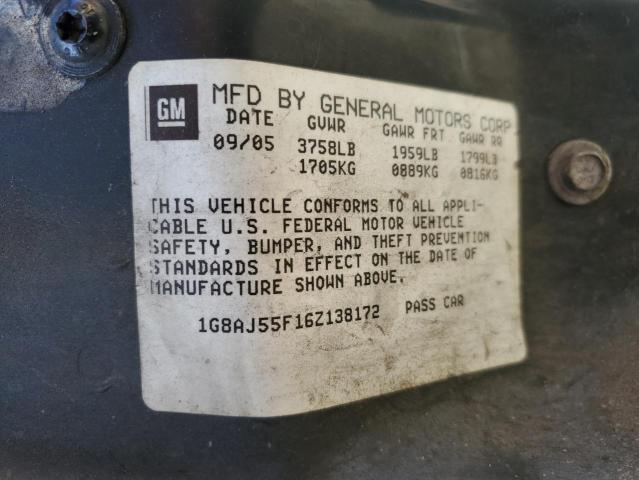 GM
MFD BY GENERAL MOTORS CORP
DATE GVWR GAWR FRT GAWR RR
09/05 3758LB 1959LB 1799LB
1705KG 0889KG 0816KG
THIS VEHICLE CONFORMS TO ALL APPLI-
CABLE U.S. FEDERAL MOTOR VEHICLE
SAFETY, BUMPER, AND THEFT PREVENTION
STANDARDS IN EFFECT ON THE DATE OF
MANUFACTURE SHOWN ABOVE.
1G8AJ55F16Z138172 PASS CAR